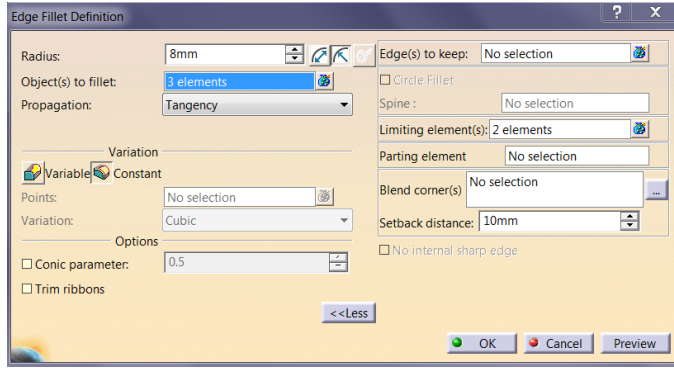 Edge Fillet Definition
? X
Radius: 8mm
Object(s) to fillet: 3 elements
Propagation: Tangency
Variation
Variable Constant
Points: No selection
Variation: Cubic
Options
Conic parameter: 0.5
Trim ribbons
<<Less
Edge(s) to keep: No selection
Circle Fillet
Spine : No selection
Limiting element(s): 2 elements
Parting element No selection
Blend corner(s) No selection
...
Setback distance: 10mm
No internal sharp edge
OK Cancel Preview